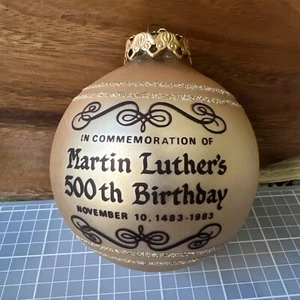 IN COMMEMORATION OF
Martin Luther's
500th Birthday
NOVEMBER 10, 1483-1983